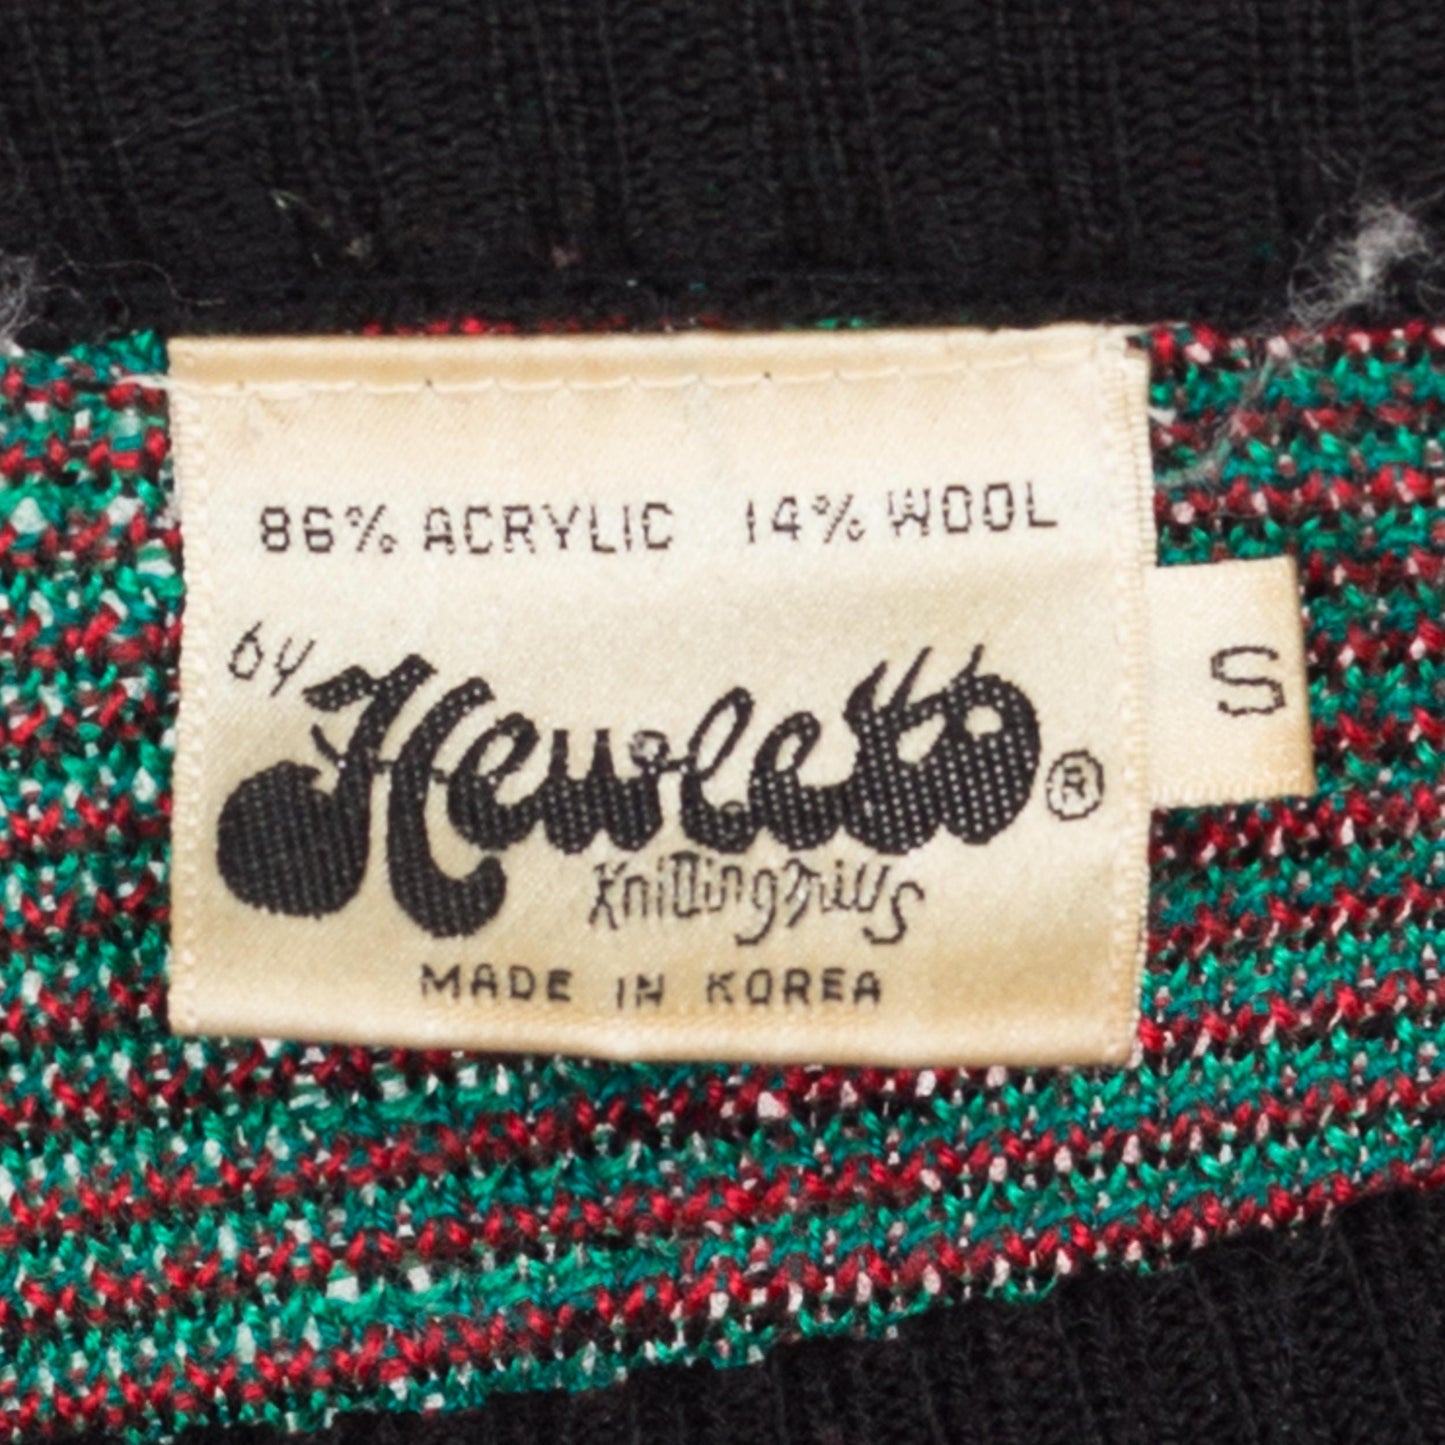 86% ACRYLIC 14% WOOL
by
Hewlett ®
Knitting Mills
MADE IN KOREA
S